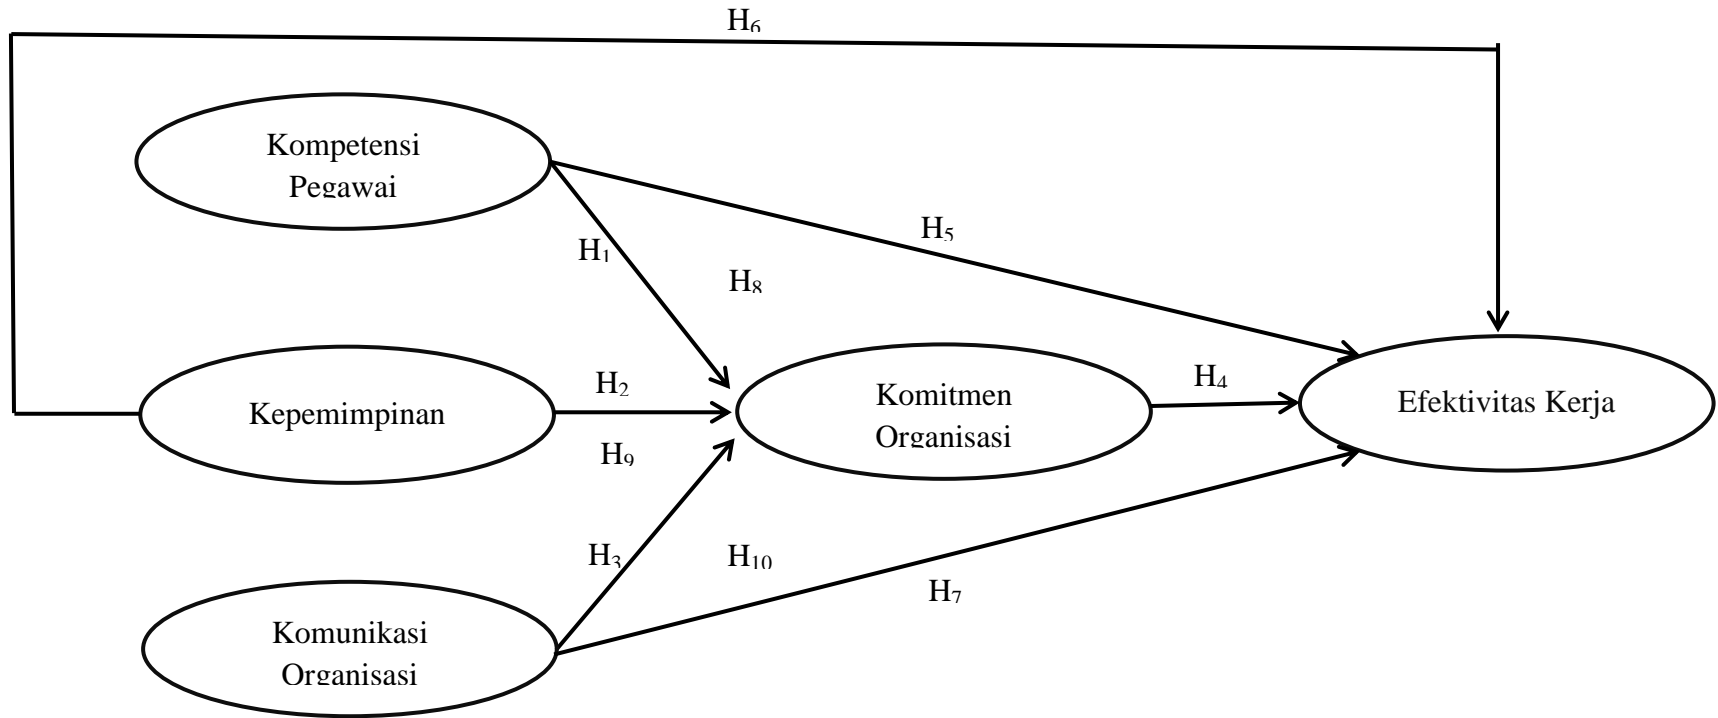 H₆
Kompetensi
Pegawai
H₅
H₁
H₈
H₂
H₄
Komitmen
Organisasi
Efektivitas Kerja
Kepemimpinan
H₉
H₃
H₁₀
H₇
Komunikasi
Organisasi